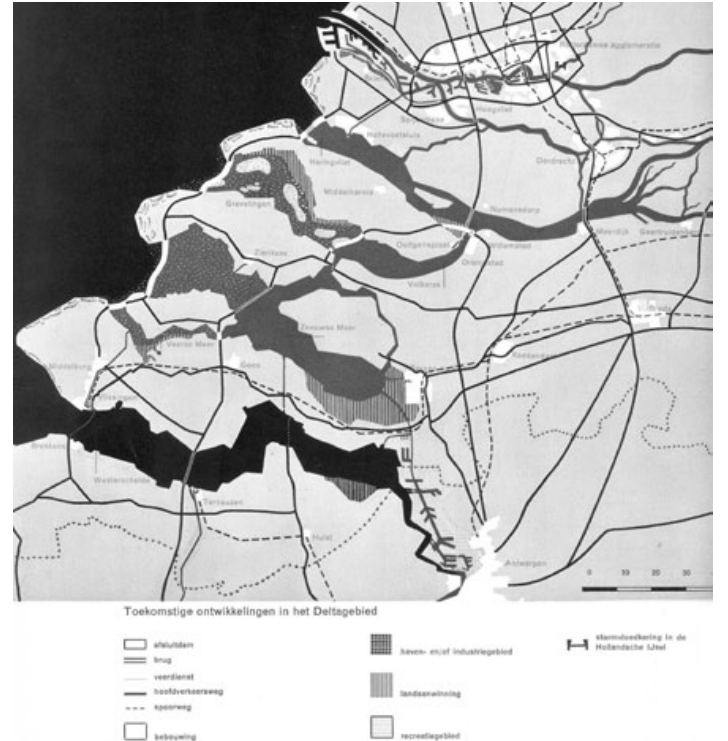 Rotterdamse agglomeratie
Hoogvliet
Spijkenisse
Hellevoetsluis
Haringvliet
Dordrecht
Middelharnis
Grevelingen
Numansdorp
Ooltgensplaat
Willemstad
Moerdijk
Geertruidenberg
Dinteloord
Zierikzee
Volkerak
Breda
Zeeuwse Meer
Veerse Meer
Roosendaal
Middelburg
Goes
Vlissingen
Breskens
Westerschelde
Terneuzen
Hulst
Antwerpen
0 10 20 30
Toekomstige ontwikkelingen in het Deltagebied
afsluitdam
brug
veerdienst
hoofdverkeersweg
spoorweg
bebouwing
haven- en/of industriegebied
landaanwinning
recreatiegebied
stormvloedkering in de
Hollandsche IJssel